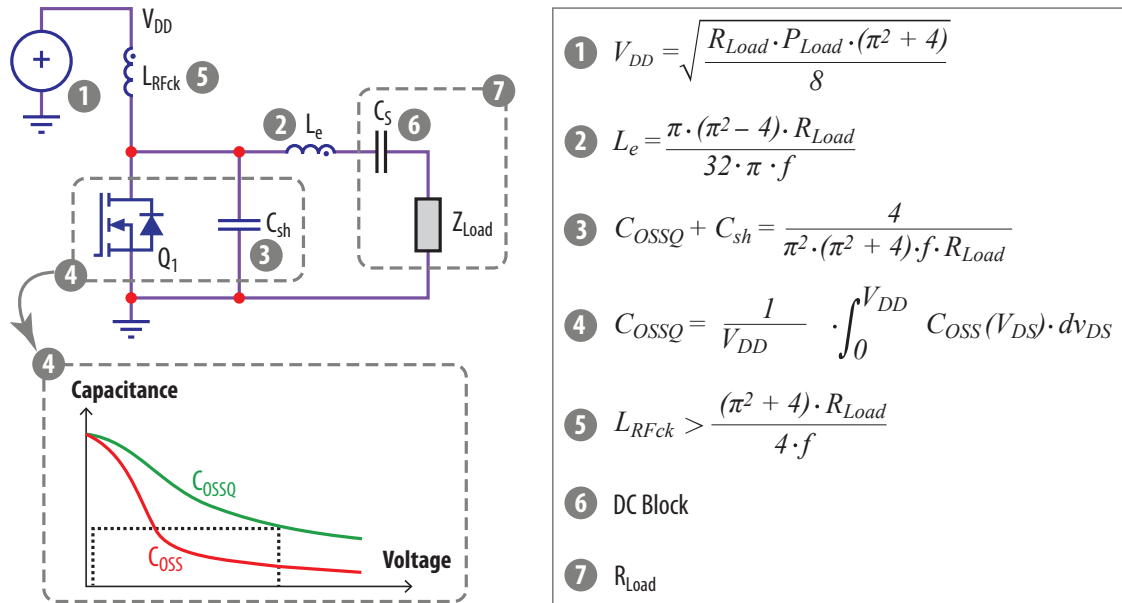 V_DD
+
1
L_RFck 5
2 L_e
C_S 6
7
C_sh
3
Z_Load
Q_1
4
4
Capacitance
C_OSSQ
C_OSS
Voltage
1 V_DD = √(R_Load · P_Load · (π² + 4) / 8)
2 L_e = π · (π² – 4) · R_Load / 32 · π · f
3 C_OSSQ + C_sh = 4 / π² · (π² + 4) · f · R_Load
4 C_OSSQ = 1 / V_DD · ∫_0^V_DD C_OSS (V_DS) · dv_DS
5 L_RFck > (π² + 4) · R_Load / 4 · f
6 DC Block
7 R_Load